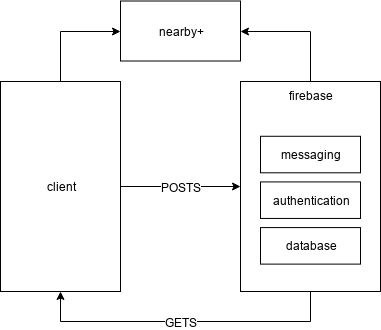 nearby+
firebase
messaging
client
POSTS
authentication
database
GETS